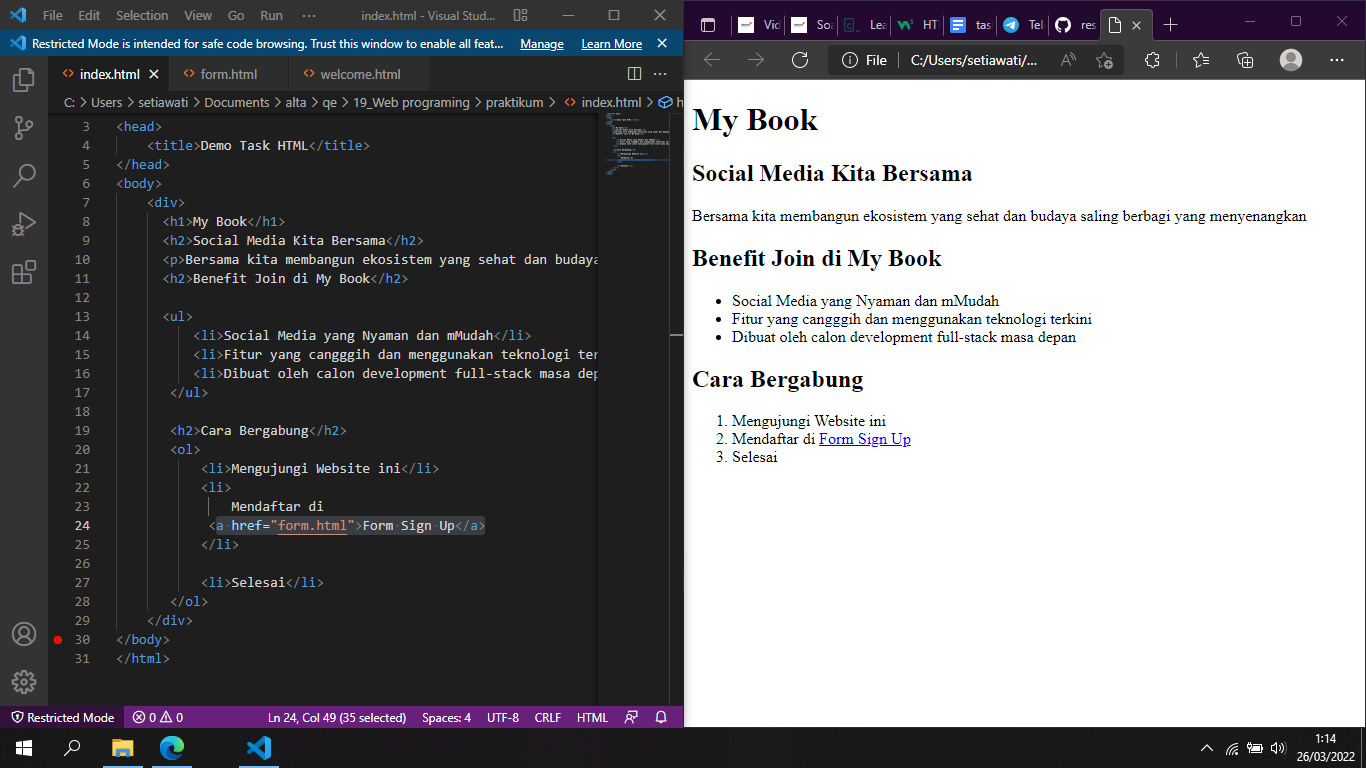 File Edit Selection View Go Run ··· index.html - Visual Stud...
Restricted Mode is intended for safe code browsing. Trust this window to enable all feat... Manage Learn More
index.html form.html welcome.html
C: > Users > setiawati > Documents > alta > qe > 19_Web programing > praktikum > index.html > h
3 <head>
4 <title>Demo Task HTML</title>
5 </head>
6 <body>
7 <div>
8 <h1>My Book</h1>
9 <h2>Social Media Kita Bersama</h2>
10 <p>Bersama kita membangun ekosistem yang sehat dan budaya
11 <h2>Benefit Join di My Book</h2>
12
13 <ul>
14 <li>Social Media yang Nyaman dan mMudah</li>
15 <li>Fitur yang cangggih dan menggunakan teknologi ter
16 <li>Dibuat oleh calon development full-stack masa dep
17 </ul>
18
19 <h2>Cara Bergabung</h2>
20 <ol>
21 <li>Mengujungi Website ini</li>
22 <li>
23 Mendaftar di
24 <a href="form.html">Form Sign Up</a>
25 </li>
26
27 <li>Selesai</li>
28 </ol>
29 </div>
30 </body>
31 </html>
Restricted Mode 0 0 Ln 24, Col 49 (35 selected) Spaces: 4 UTF-8 CRLF HTML
Vid Soa Lea HT tas Tel res
File C:/Users/setiawati/...
My Book
Social Media Kita Bersama
Bersama kita membangun ekosistem yang sehat dan budaya saling berbagi yang menyenangkan
Benefit Join di My Book
• Social Media yang Nyaman dan mMudah
• Fitur yang cangggih dan menggunakan teknologi terkini
• Dibuat oleh calon development full-stack masa depan
Cara Bergabung
1. Mengujungi Website ini
2. Mendaftar di Form Sign Up
3. Selesai
1:14
26/03/2022